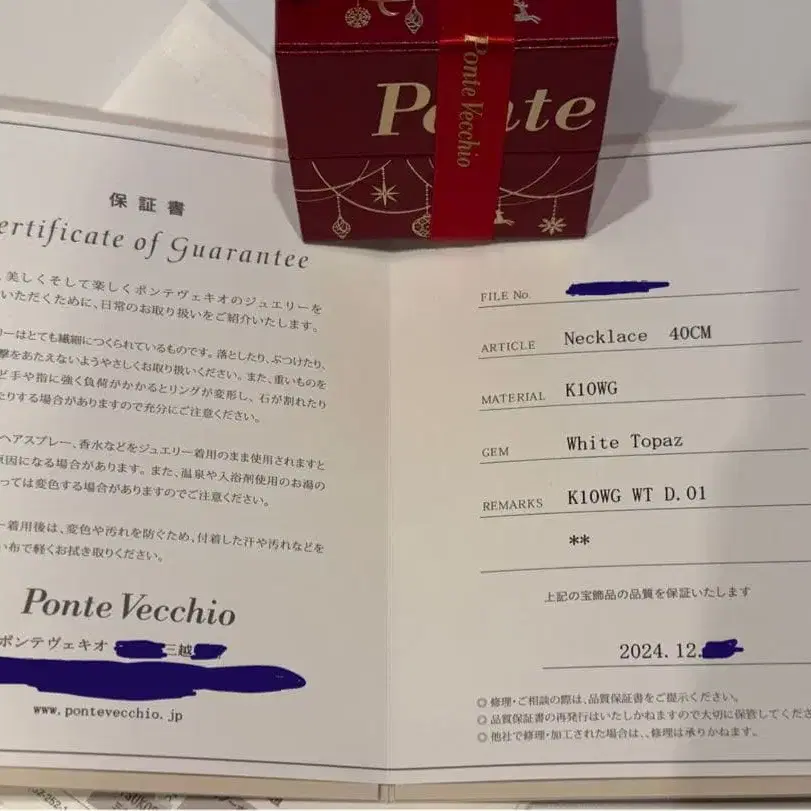 Ponte
Ponte Vecchio
保証書
ertificate of Guarantee
、美しくそして楽しくポンテヴェキオのジュエリーを
いただくために、日常のお取り扱いをご紹介いたします。
リーはとても繊細につくられているものです。落としたり、ぶつけたり、
撃をあたえないようやさしくお取り扱いください。また、重いものを
ど手や指に強く負荷がかかるとリングが変形し、石が割れたり
たりする場合がありますので充分にご注意ください。
ヘアスプレー、香水などをジュエリー着用のまま使用されますと
原因になる場合があります。また、温泉や入浴剤使用のお湯の
っては変色する場合がありますのでご注意ください。
ー着用後は、変色や汚れを防ぐため、付着した汗や汚れなどを
い布で軽くお拭き取りください。
Ponte Vecchio
ポンテヴェキオ 三越
www.pontevecchio.jp
FILE No.
ARTICLE Necklace 40CM
MATERIAL K10WG
GEM White Topaz
REMARKS K10WG WT D.01
**
上記の宝飾品の品質を保証いたします
2024.12.
◎修理・ご相談の際は、品質保証書をご提示ください。
◎品質保証書の再発行はいたしかねますので大切に保管してくださ
◎他社で修理・加工された場合は、、修理は承りかねます。